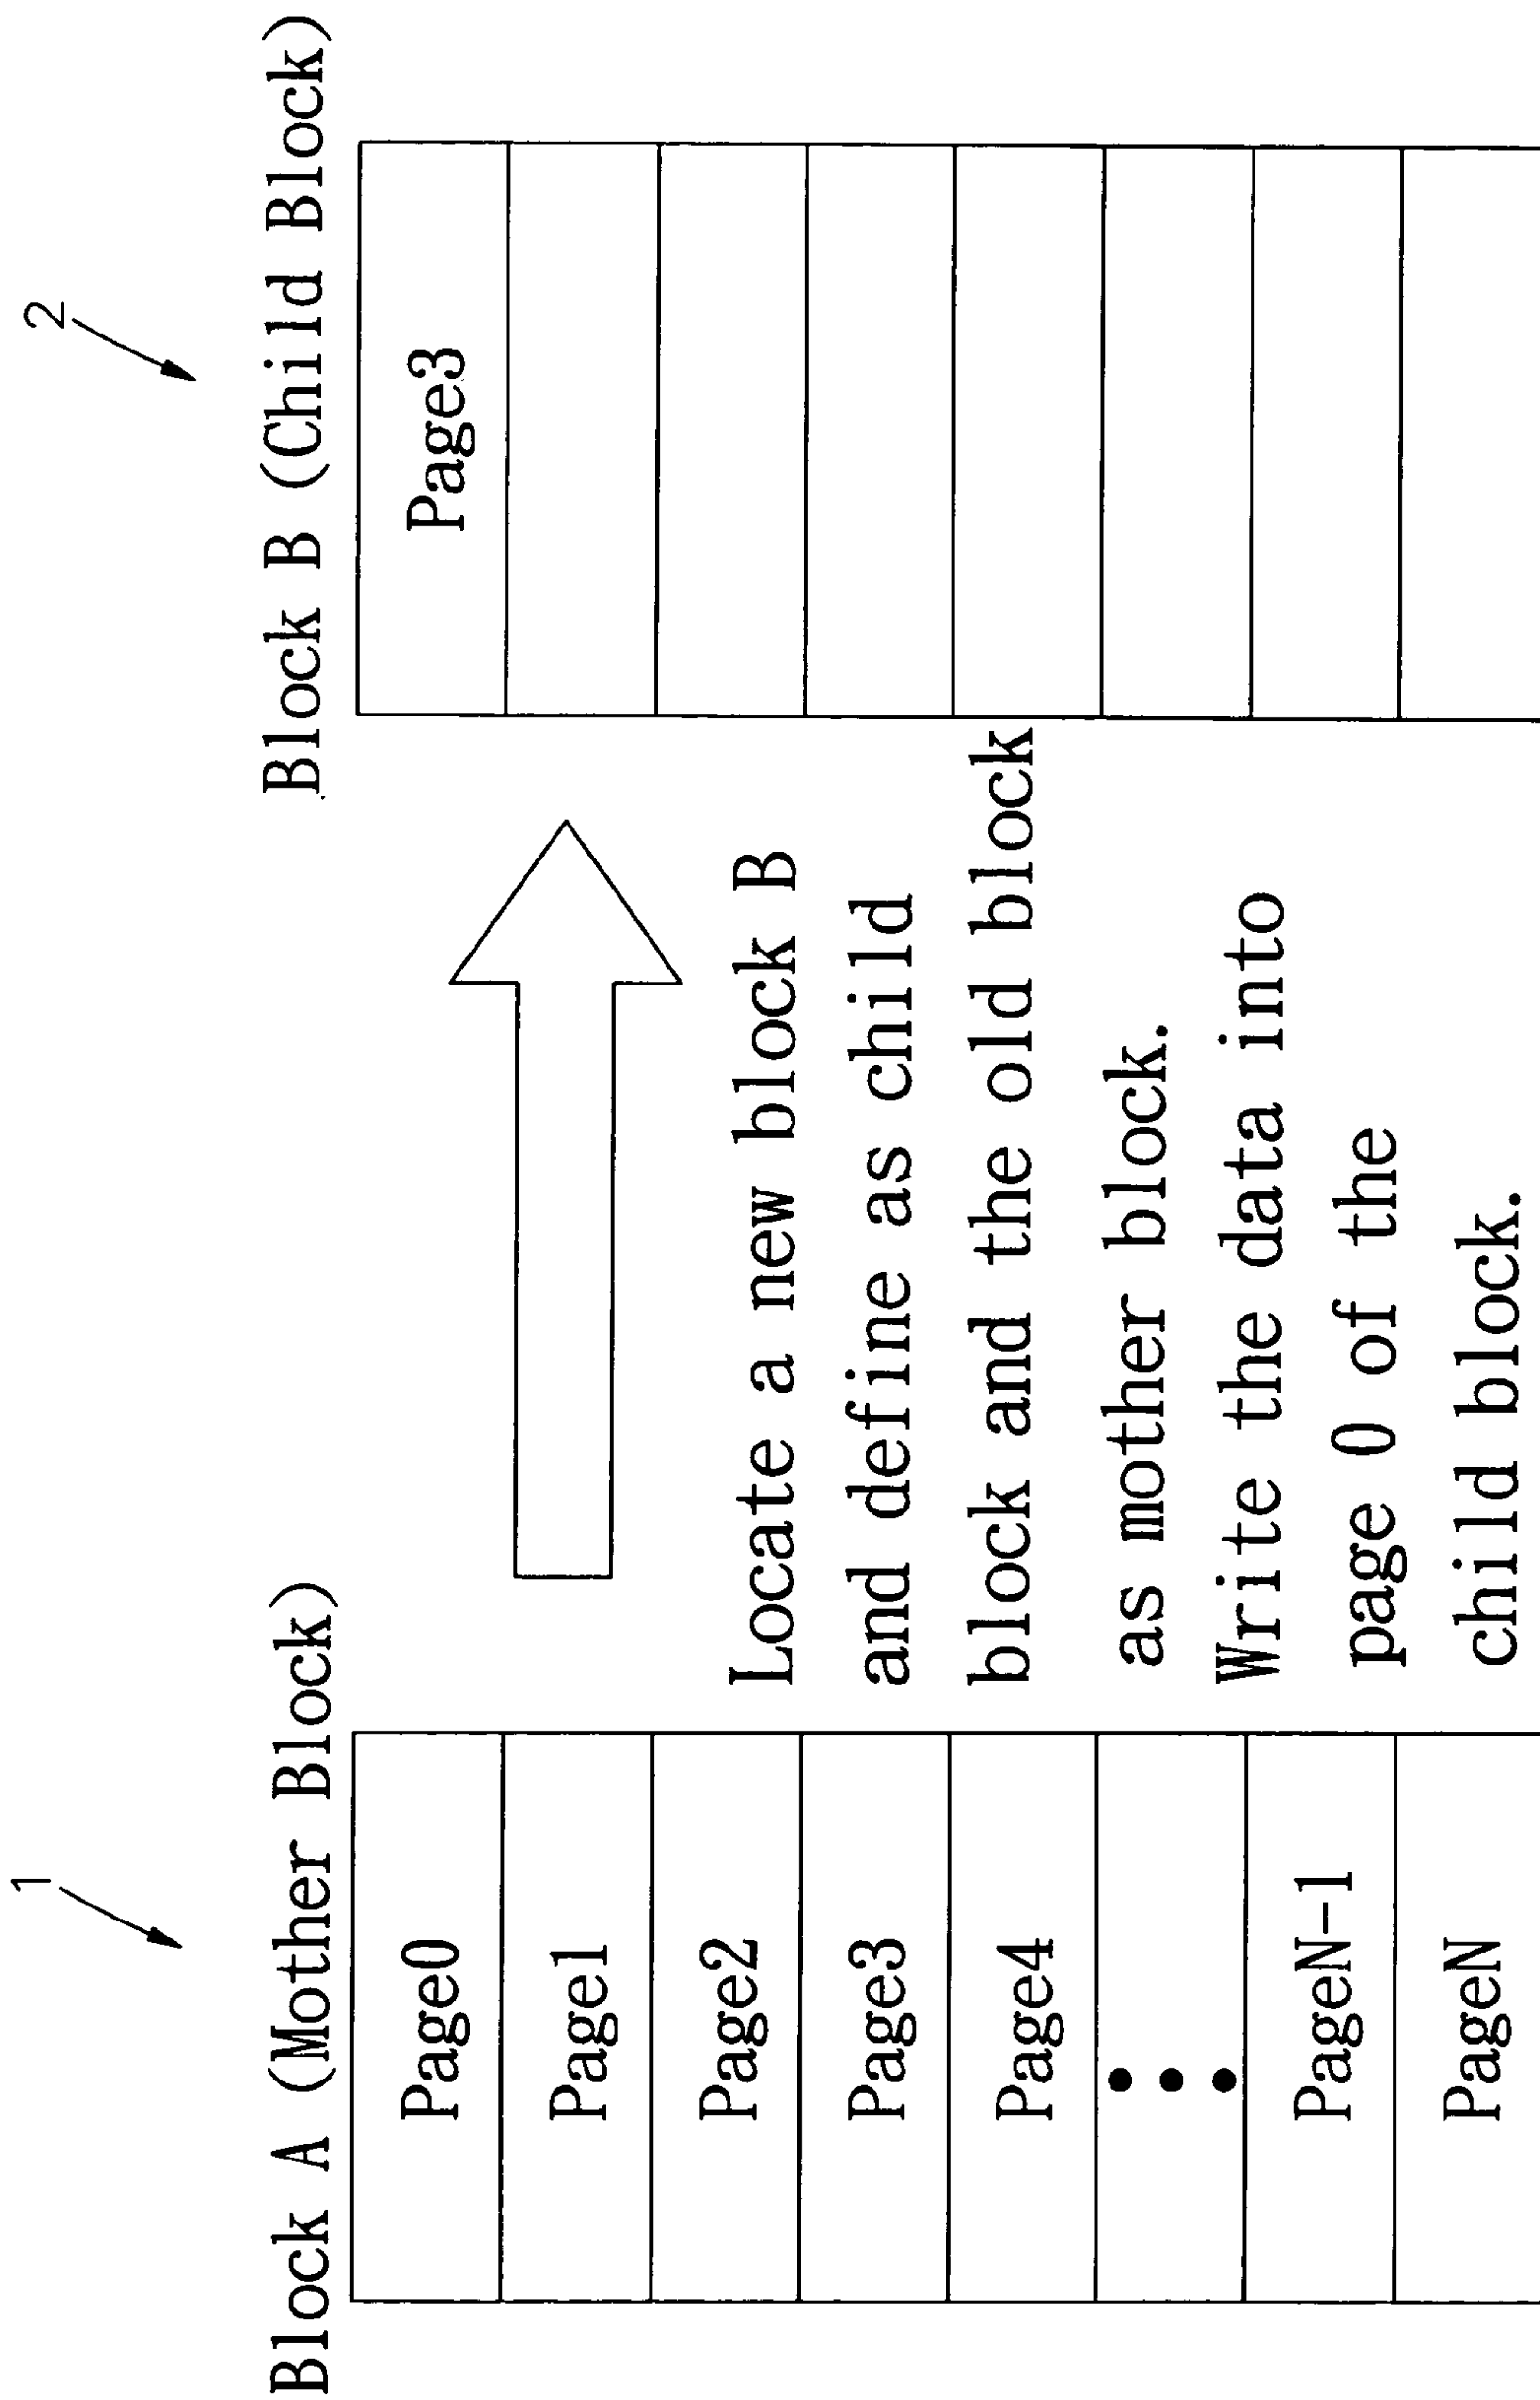 1
Block A (Mother Block)
Page0
Page1
Page2
Page3
Page4
PageN-1
PageN
Locate a new block B
and define as child
block and the old block
as mother block.
Write the data into
page 0 of the
child block.
2
Block B (Child Block)
Page3